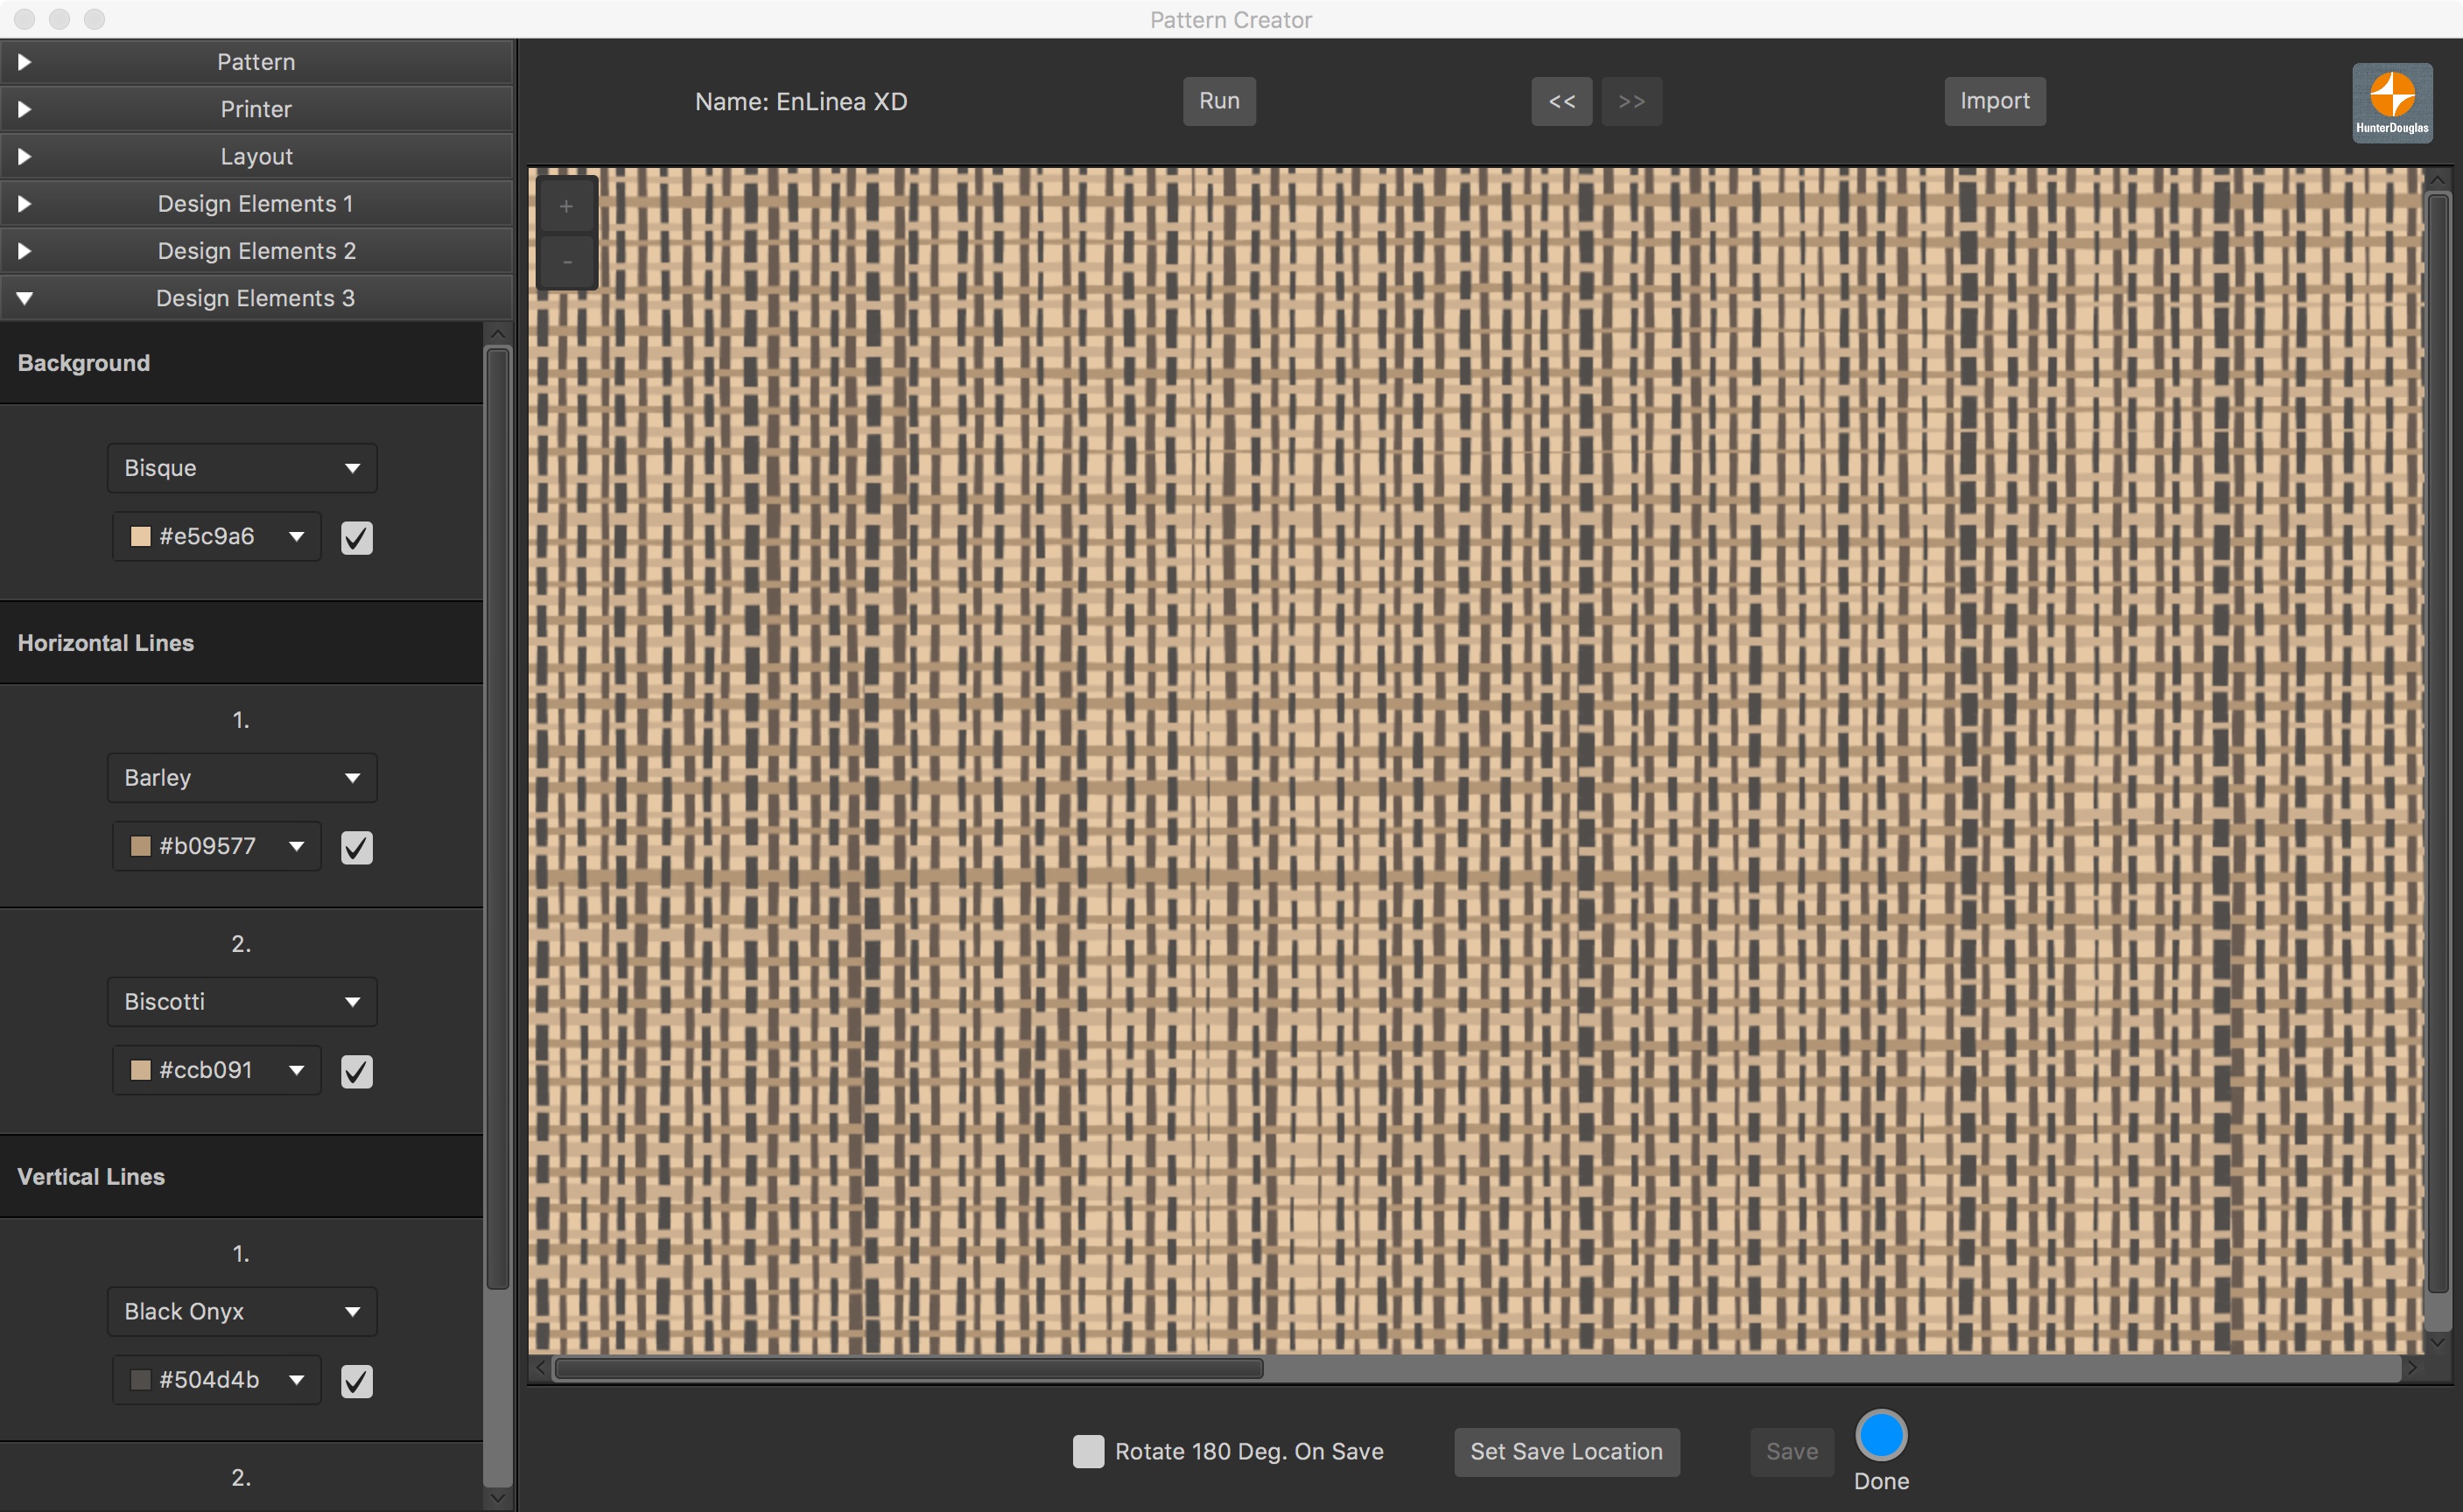 Pattern Creator
Pattern
Printer
Layout
Design Elements 1
Design Elements 2
Design Elements 3
Background
Bisque
#e5c9a6
Horizontal Lines
1.
Barley
#b09577
2.
Biscotti
#ccb091
Vertical Lines
1.
Black Onyx
#504d4b
2.
Name: EnLinea XD
Run
<<
>>
Import
HunterDouglas
+
-
Rotate 180 Deg. On Save
Set Save Location
Save
Done